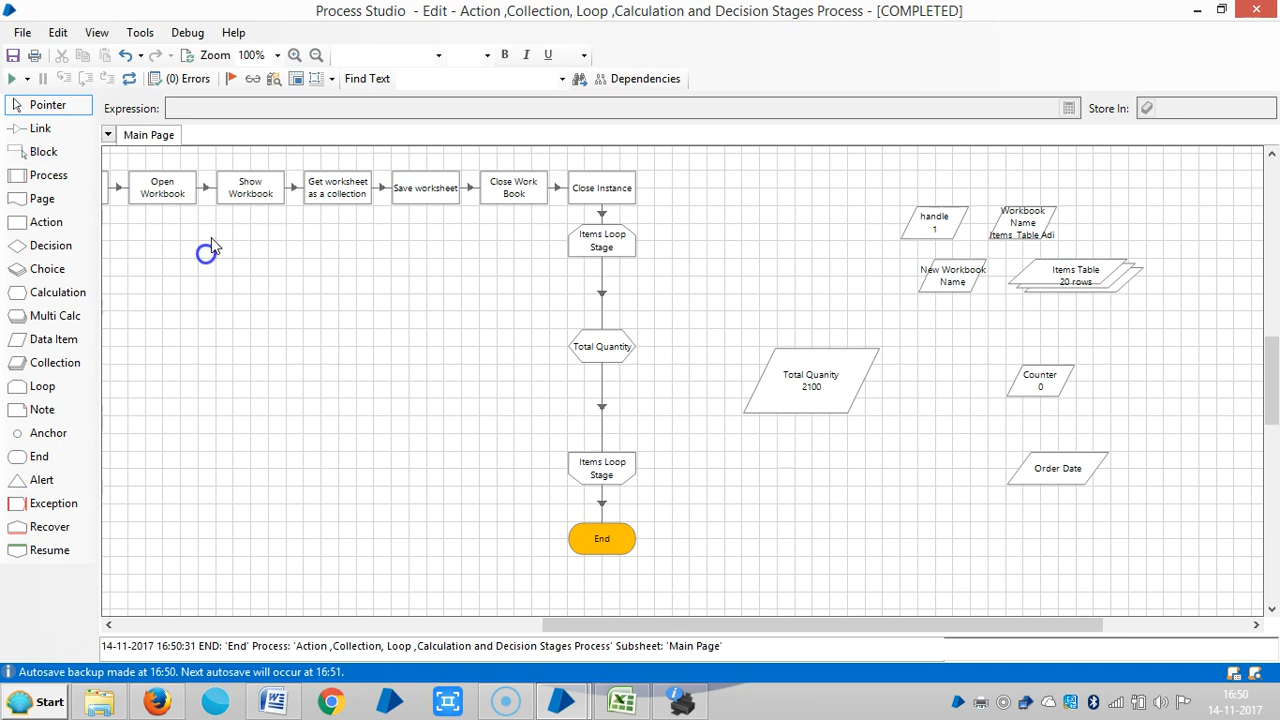 Process Studio - Edit - Action ,Collection, Loop ,Calculation and Decision Stages Process - [COMPLETED]
File Edit View Tools Debug Help
Zoom 100% B I U
(0) Errors Find Text Dependencies
Pointer
Link
Block
Process
Page
Action
Decision
Choice
Calculation
Multi Calc
Data Item
Collection
Loop
Note
Anchor
End
Alert
Exception
Recover
Resume
Expression: Store In:
Main Page
Open
Workbook
Show
Workbook
Get worksheet
as a collection
Save worksheet
Close Work
Book
Close Instance
Items Loop
Stage
Total Quantity
Items Loop
Stage
End
handle
1
Workbook
Name
Items Table Adi
New Workbook
Name
Items Table
20 rows
Total Quanity
2100
Counter
0
Order Date
14-11-2017 16:50:31 END: 'End' Process: 'Action ,Collection, Loop ,Calculation and Decision Stages Process' Subsheet: 'Main Page'
Autosave backup made at 16:50. Next autosave will occur at 16:51.
Start
16:50
14-11-2017